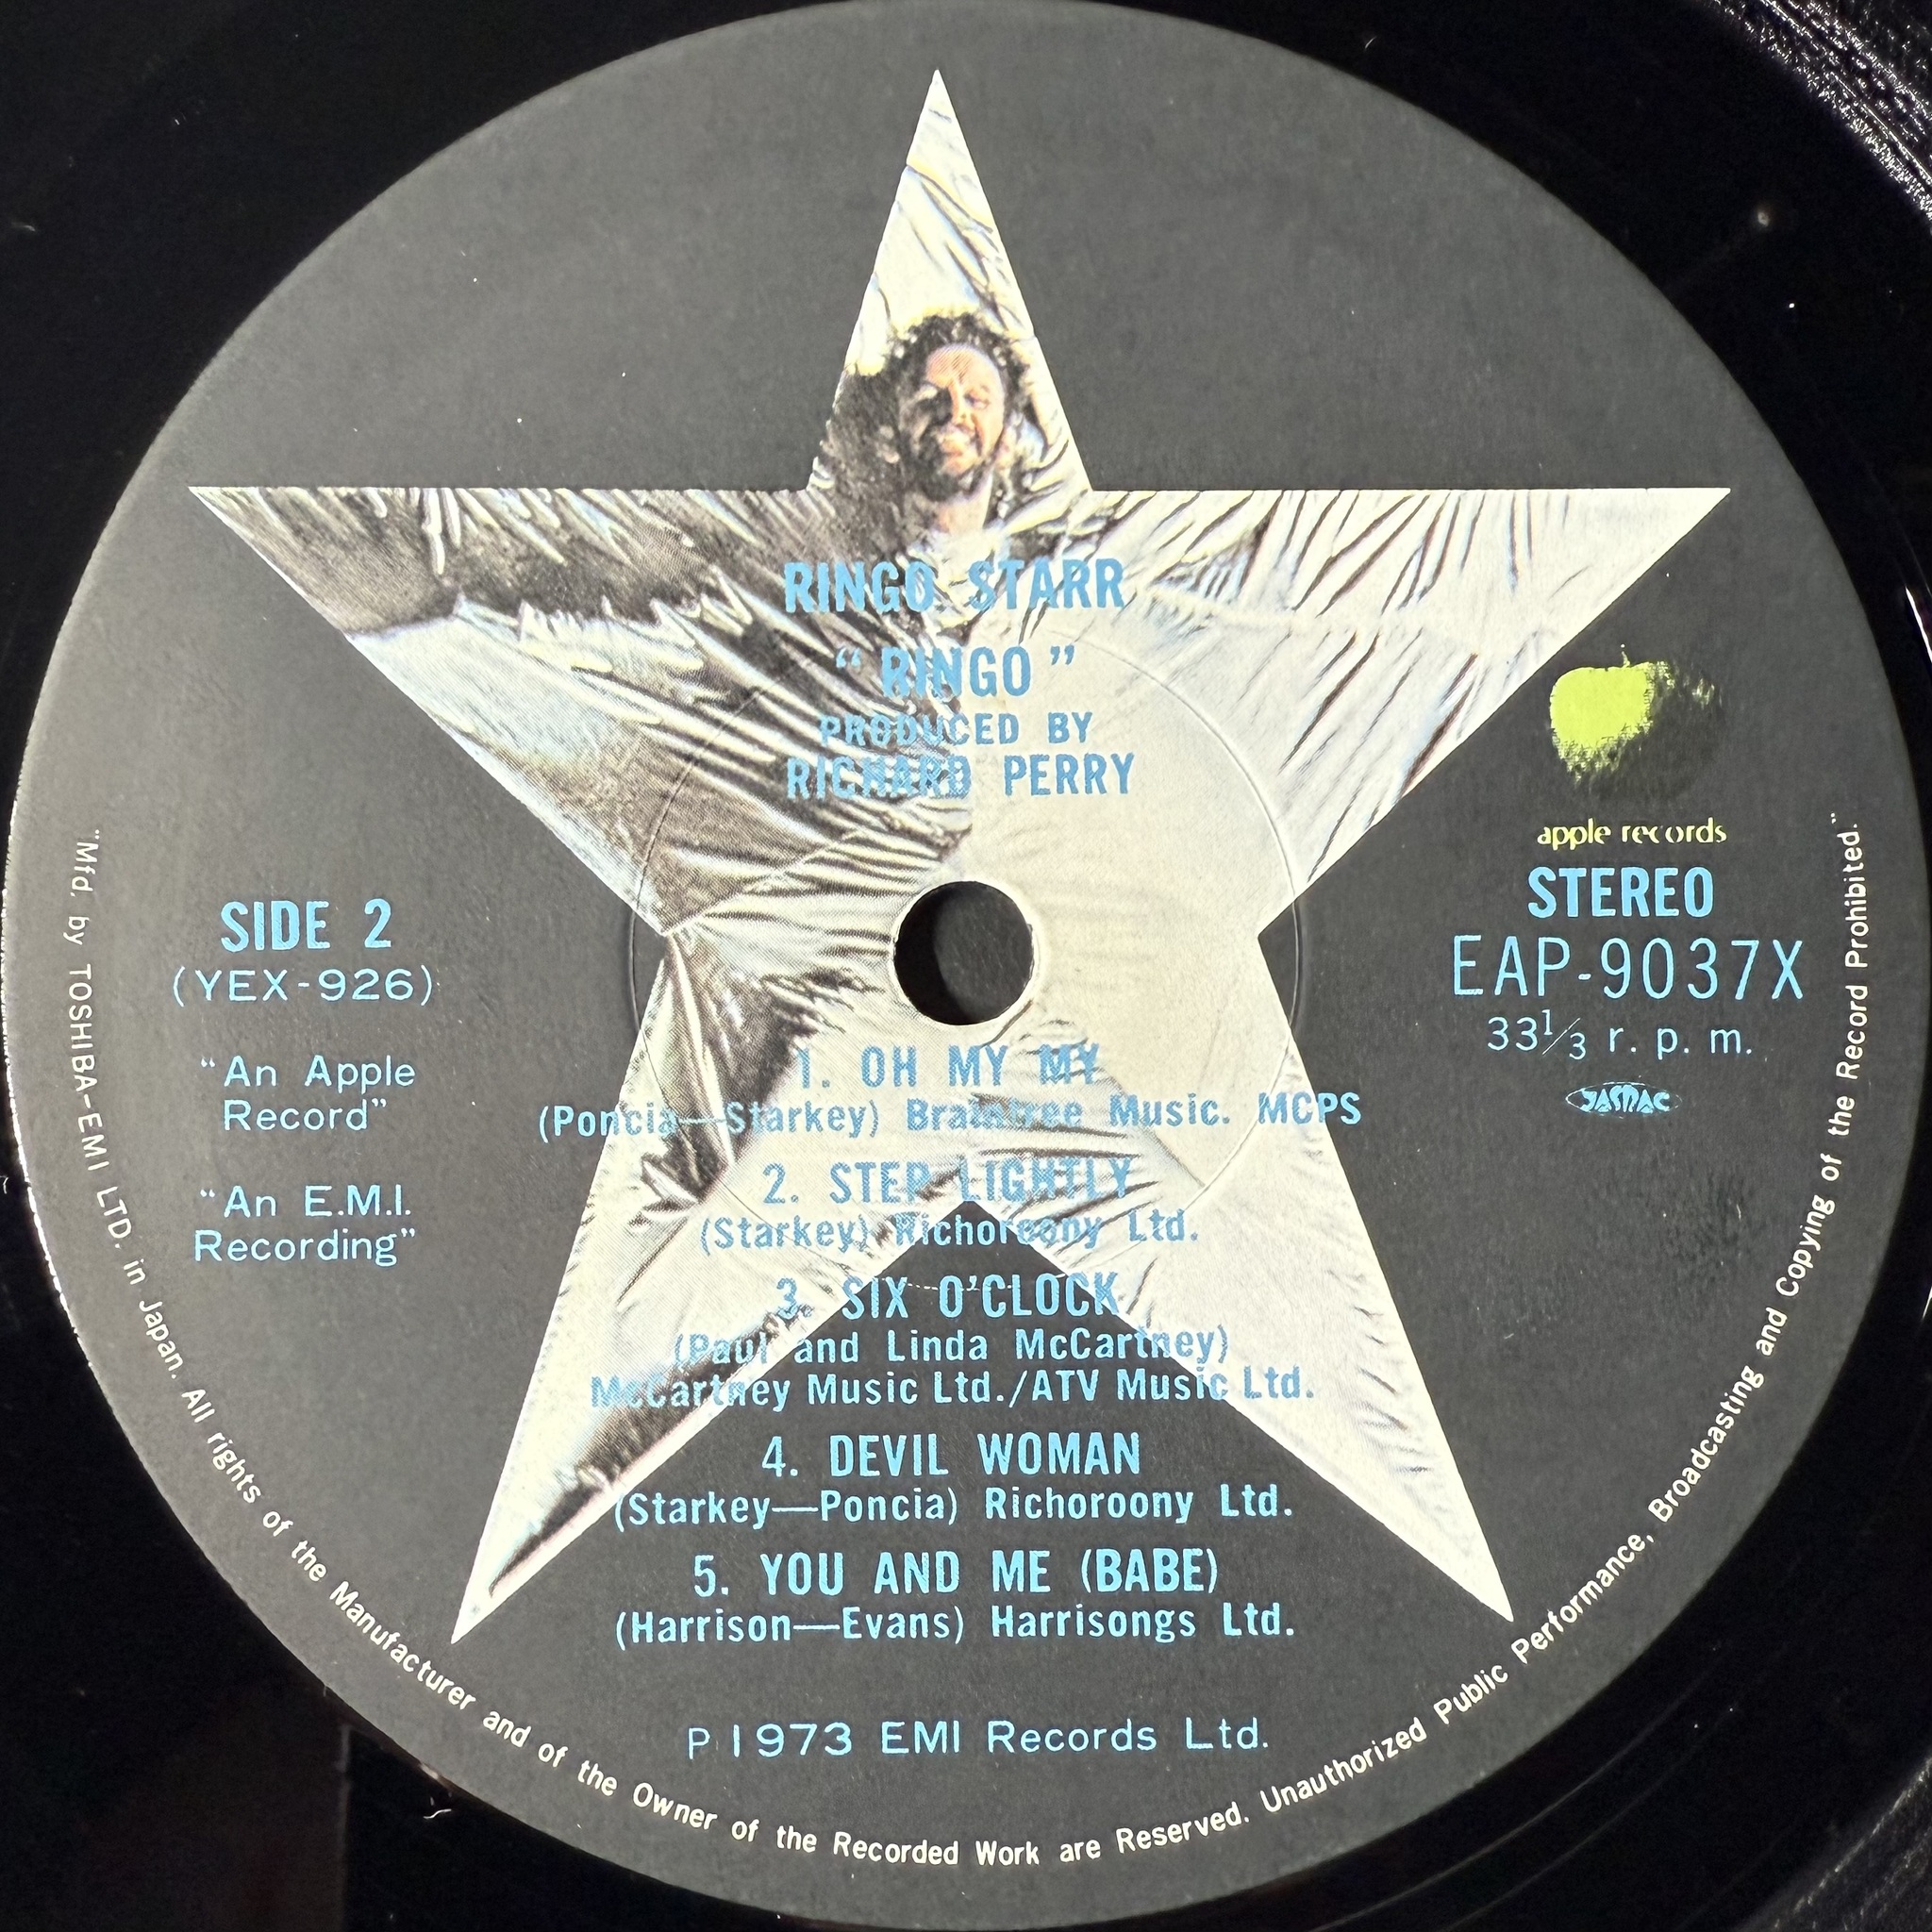 RINGO STARR
"RINGO"
PRODUCED BY
RICHARD PERRY
apple records
STEREO
EAP-9037X
33⅓ r. p. m.
JASRAC
SIDE 2
(YEX-926)
"An Apple
Record"
"An E.M.I.
Recording"
1. OH MY MY
(Poncia—Starkey) Braintree Music. MCPS
2. STEP LIGHTLY
(Starkey) Richoroony Ltd.
3. SIX O'CLOCK
(Paul and Linda McCartney)
McCartney Music Ltd./ATV Music Ltd.
4. DEVIL WOMAN
(Starkey—Poncia) Richoroony Ltd.
5. YOU AND ME (BABE)
(Harrison—Evans) Harrisongs Ltd.
P 1973 EMI Records Ltd.
"Mfd. by TOSHIBA-EMI LTD. in Japan. All rights of the Manufacturer and of the Owner of the Recorded Work are Reserved. Unauthorized Public Performance, Broadcasting and Copying of the Record Prohibited."